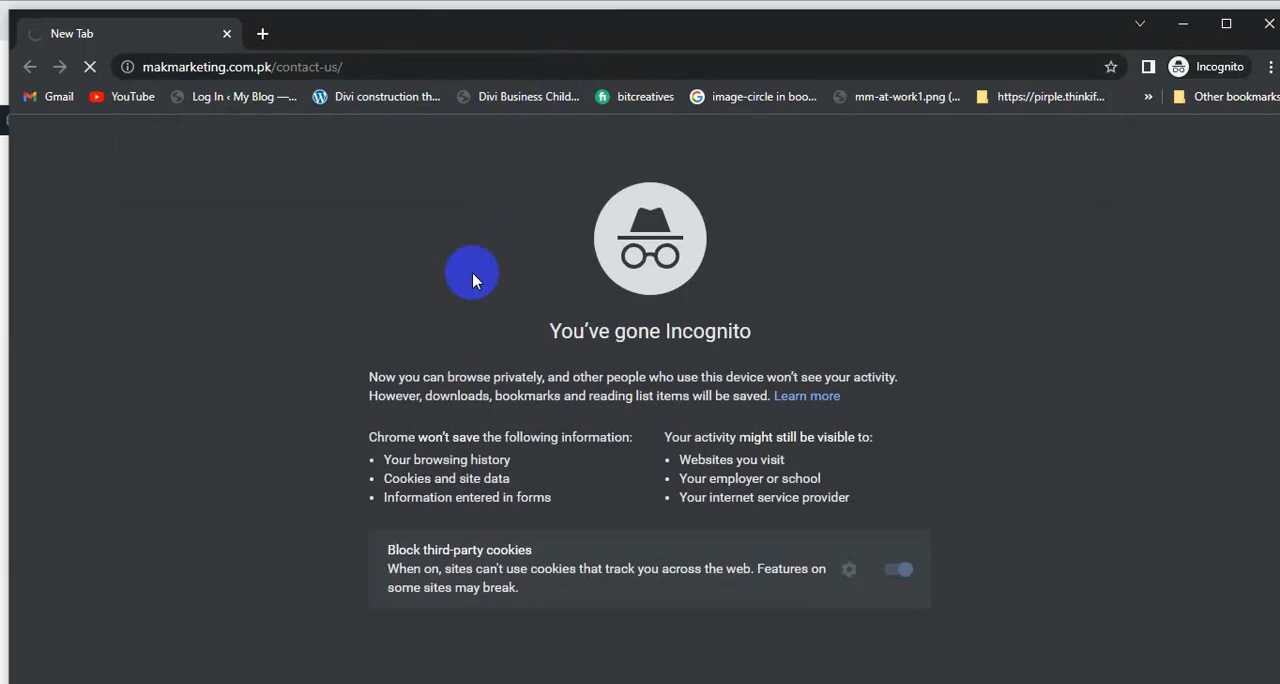 New Tab
makmarketing.com.pk/contact-us/
Incognito
Gmail
YouTube
Log In ‹ My Blog —...
Divi construction th...
Divi Business Child...
bitcreatives
image-circle in boo...
mm-at-work1.png (...
https://pirple.thinkif...
»
Other bookmarks
You've gone Incognito
Now you can browse privately, and other people who use this device won't see your activity.
However, downloads, bookmarks and reading list items will be saved. Learn more
Chrome won't save the following information:
• Your browsing history
• Cookies and site data
• Information entered in forms
Your activity might still be visible to:
• Websites you visit
• Your employer or school
• Your internet service provider
Block third-party cookies
When on, sites can't use cookies that track you across the web. Features on
some sites may break.